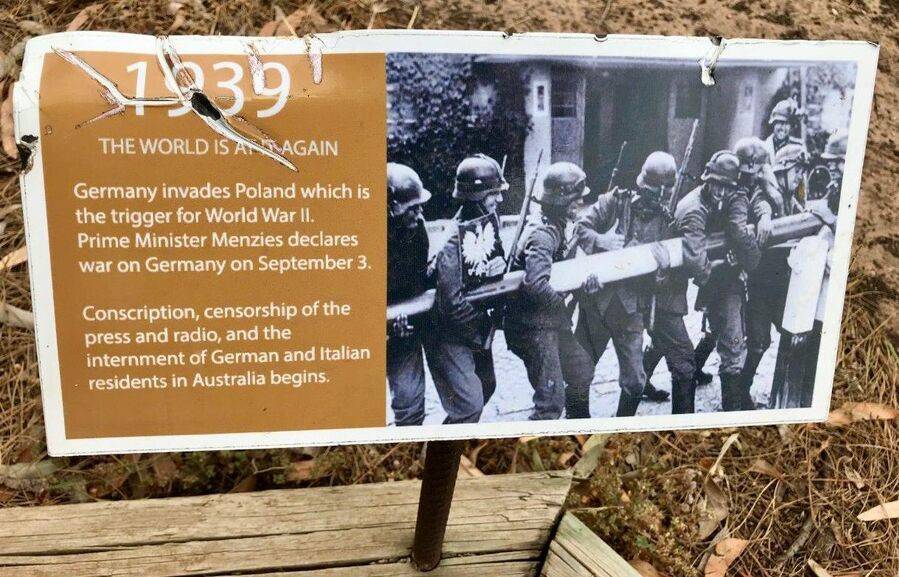 1939
THE WORLD IS AT IT AGAIN
Germany invades Poland which is
the trigger for World War II.
Prime Minister Menzies declares
war on Germany on September 3.
Conscription, censorship of the
press and radio, and the
internment of German and Italian
residents in Australia begins.